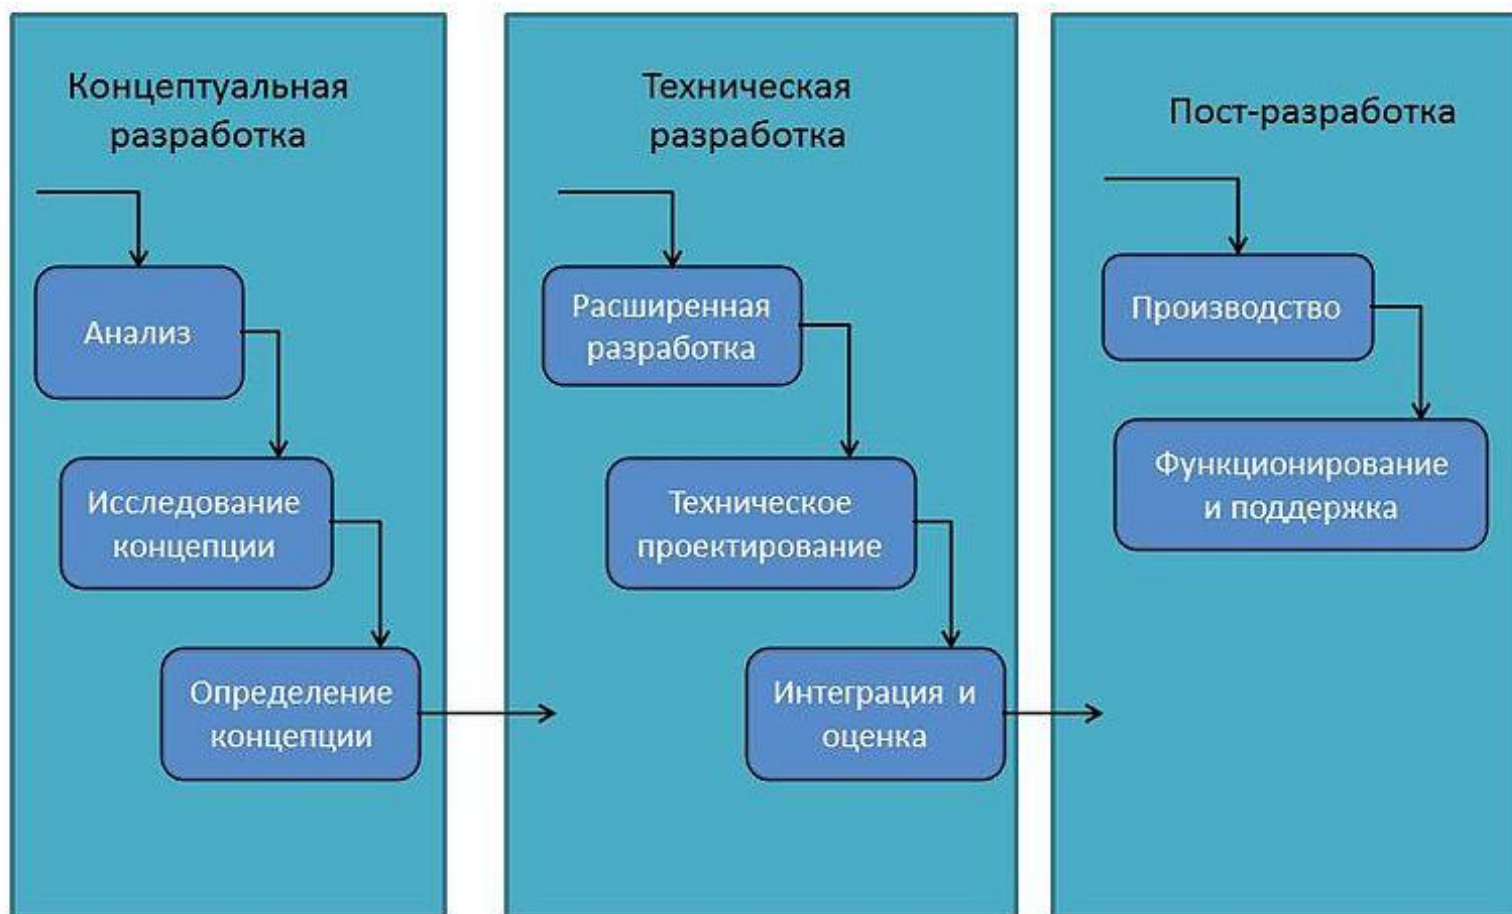 Концептуальная
разработка
Анализ
Исследование
концепции
Определение
концепции
Техническая
разработка
Расширенная
разработка
Техническое
проектирование
Интеграция и
оценка
Пост-разработка
Производство
Функционирование
и поддержка